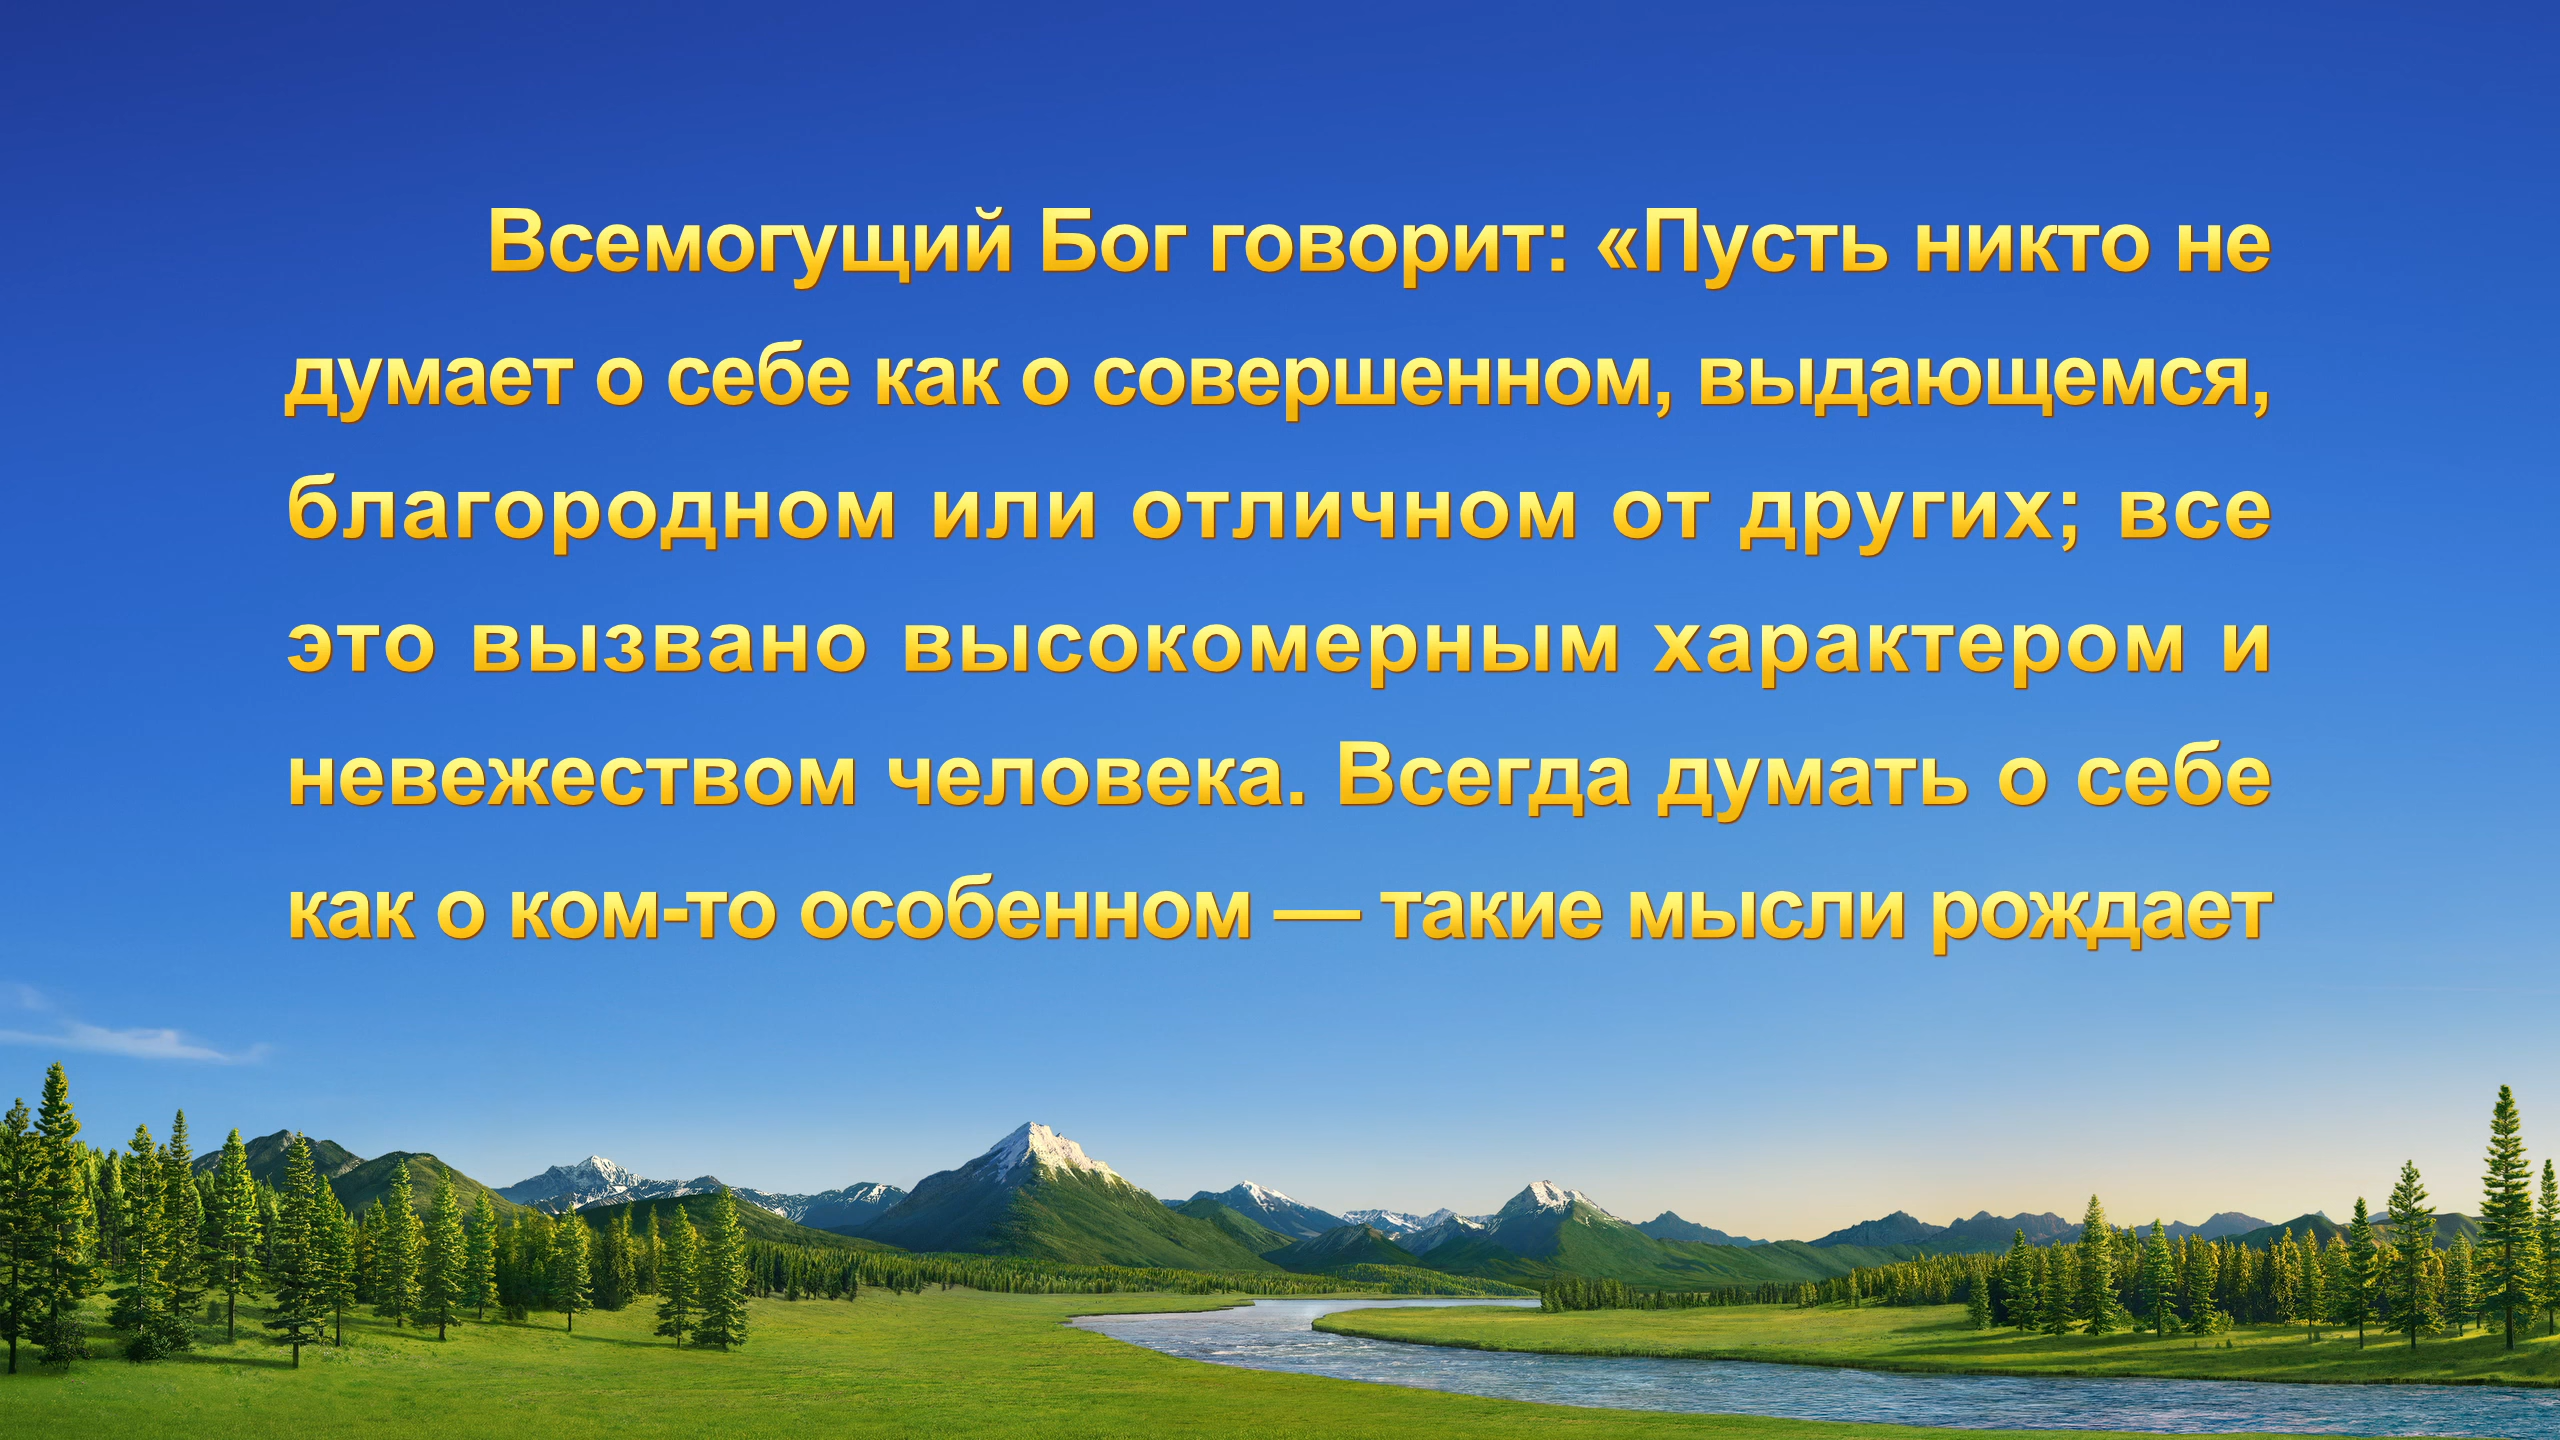 Всемогущий Бог говорит: «Пусть никто не
думает о себе как о совершенном, выдающемся,
благородном или отличном от других; все
это вызвано высокомерным характером и
невежеством человека. Всегда думать о себе
как о ком-то особенном — такие мысли рождает